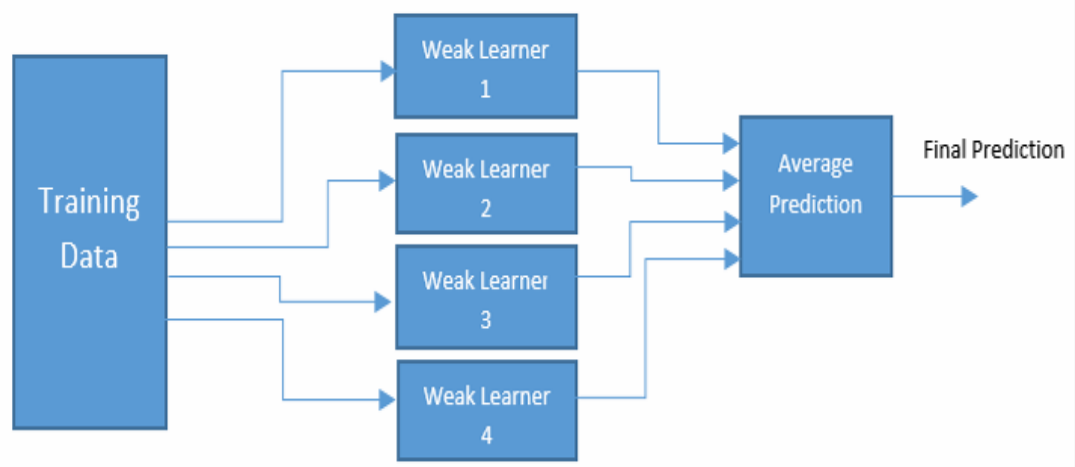 Training
Data
Weak Learner
1
Weak Learner
2
Weak Learner
3
Weak Learner
4
Average
Prediction
Final Prediction